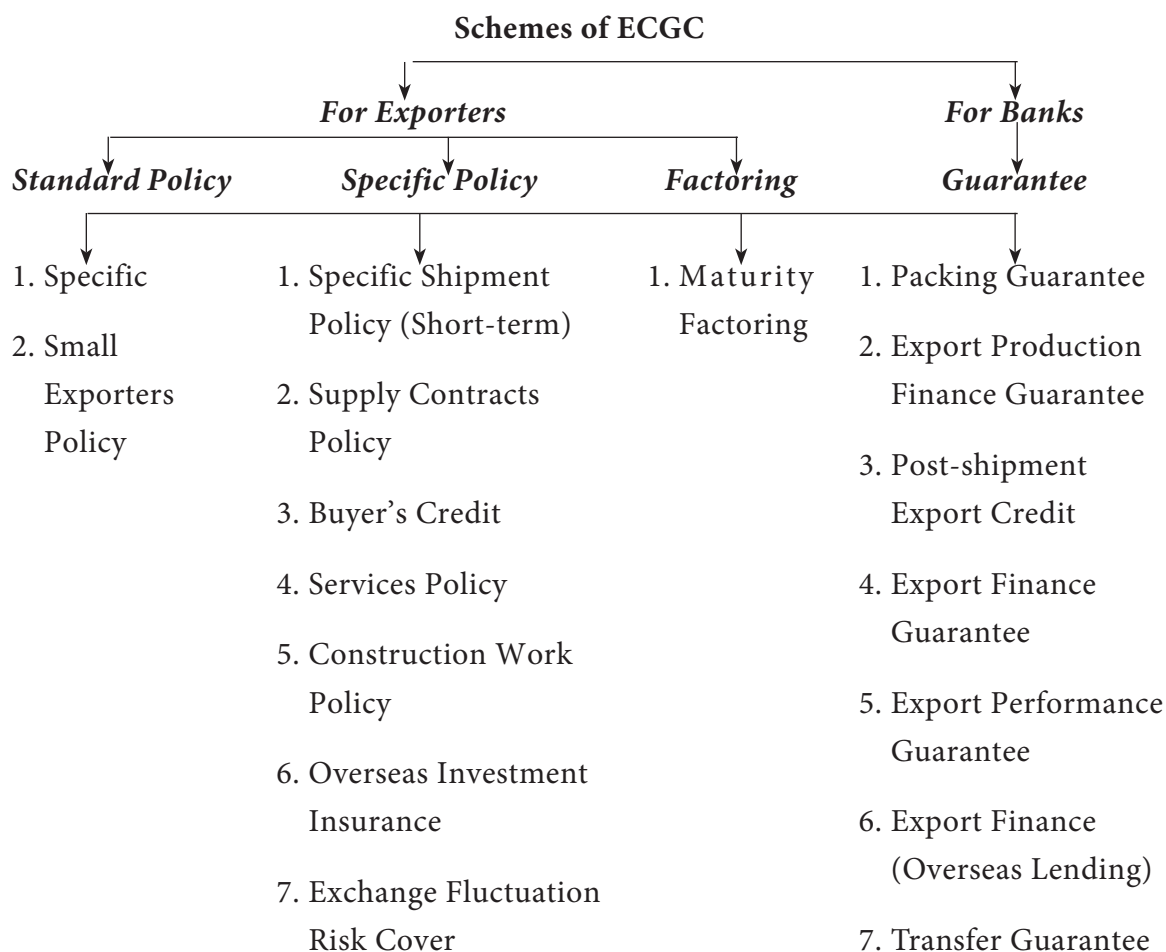 Schemes of ECGC
For Exporters
For Banks
Standard Policy
Specific Policy
Factoring
Guarantee
1. Specific
2. Small
Exporters
Policy
1. Specific Shipment
Policy (Short-term)
2. Supply Contracts
Policy
3. Buyer’s Credit
4. Services Policy
5. Construction Work
Policy
6. Overseas Investment
Insurance
7. Exchange Fluctuation
Risk Cover
1. Maturity
Factoring
1. Packing Guarantee
2. Export Production
Finance Guarantee
3. Post-shipment
Export Credit
4. Export Finance
Guarantee
5. Export Performance
Guarantee
6. Export Finance
(Overseas Lending)
7. Transfer Guarantee